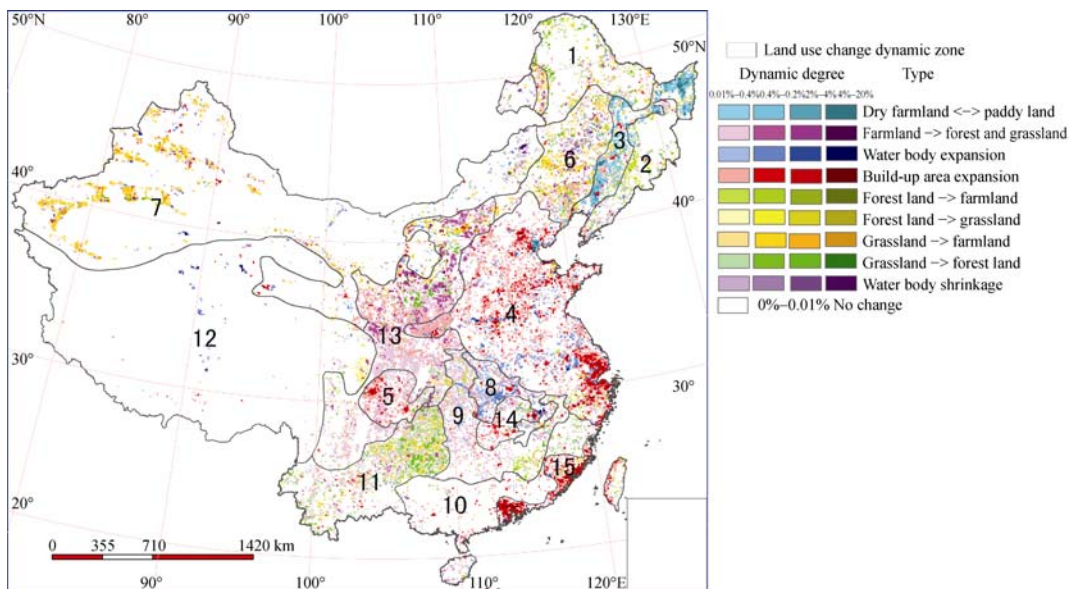 50°N 80° 90° 100° 110° 120° 130°E
50°N
40°
30°
20°
40°
30°
20°
90° 100° 110° 120°E
1
2
3
6
7
4
13
12
5
8
9
14
15
11
10
0 355 710 1420 km
Land use change dynamic zone
Dynamic degree Type
0.01%−0.4% 0.4%−0.2% 2%−4% 4%−20%
Dry farmland <−> paddy land
Farmland −> forest and grassland
Water body expansion
Build-up area expansion
Forest land −> farmland
Forest land −> grassland
Grassland −> farmland
Grassland −> forest land
Water body shrinkage
0%−0.01% No change